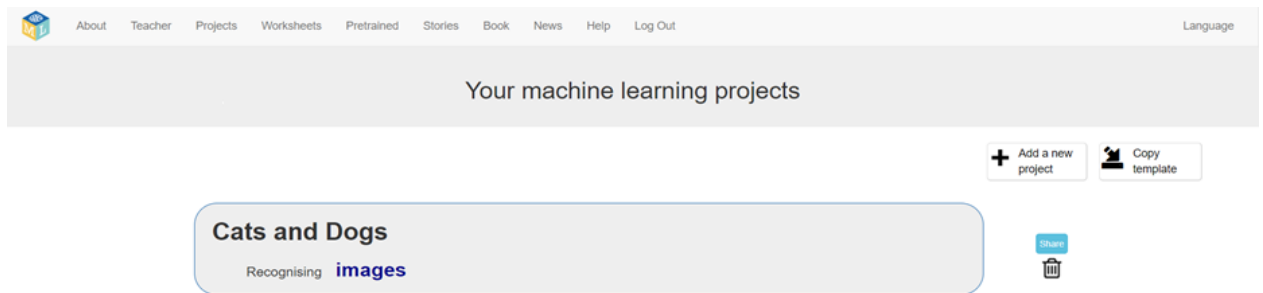 About Teacher Projects Worksheets Pretrained Stories Book News Help Log Out Language
Your machine learning projects
Add a new
project
Copy
template
Cats and Dogs
Recognising images
Share